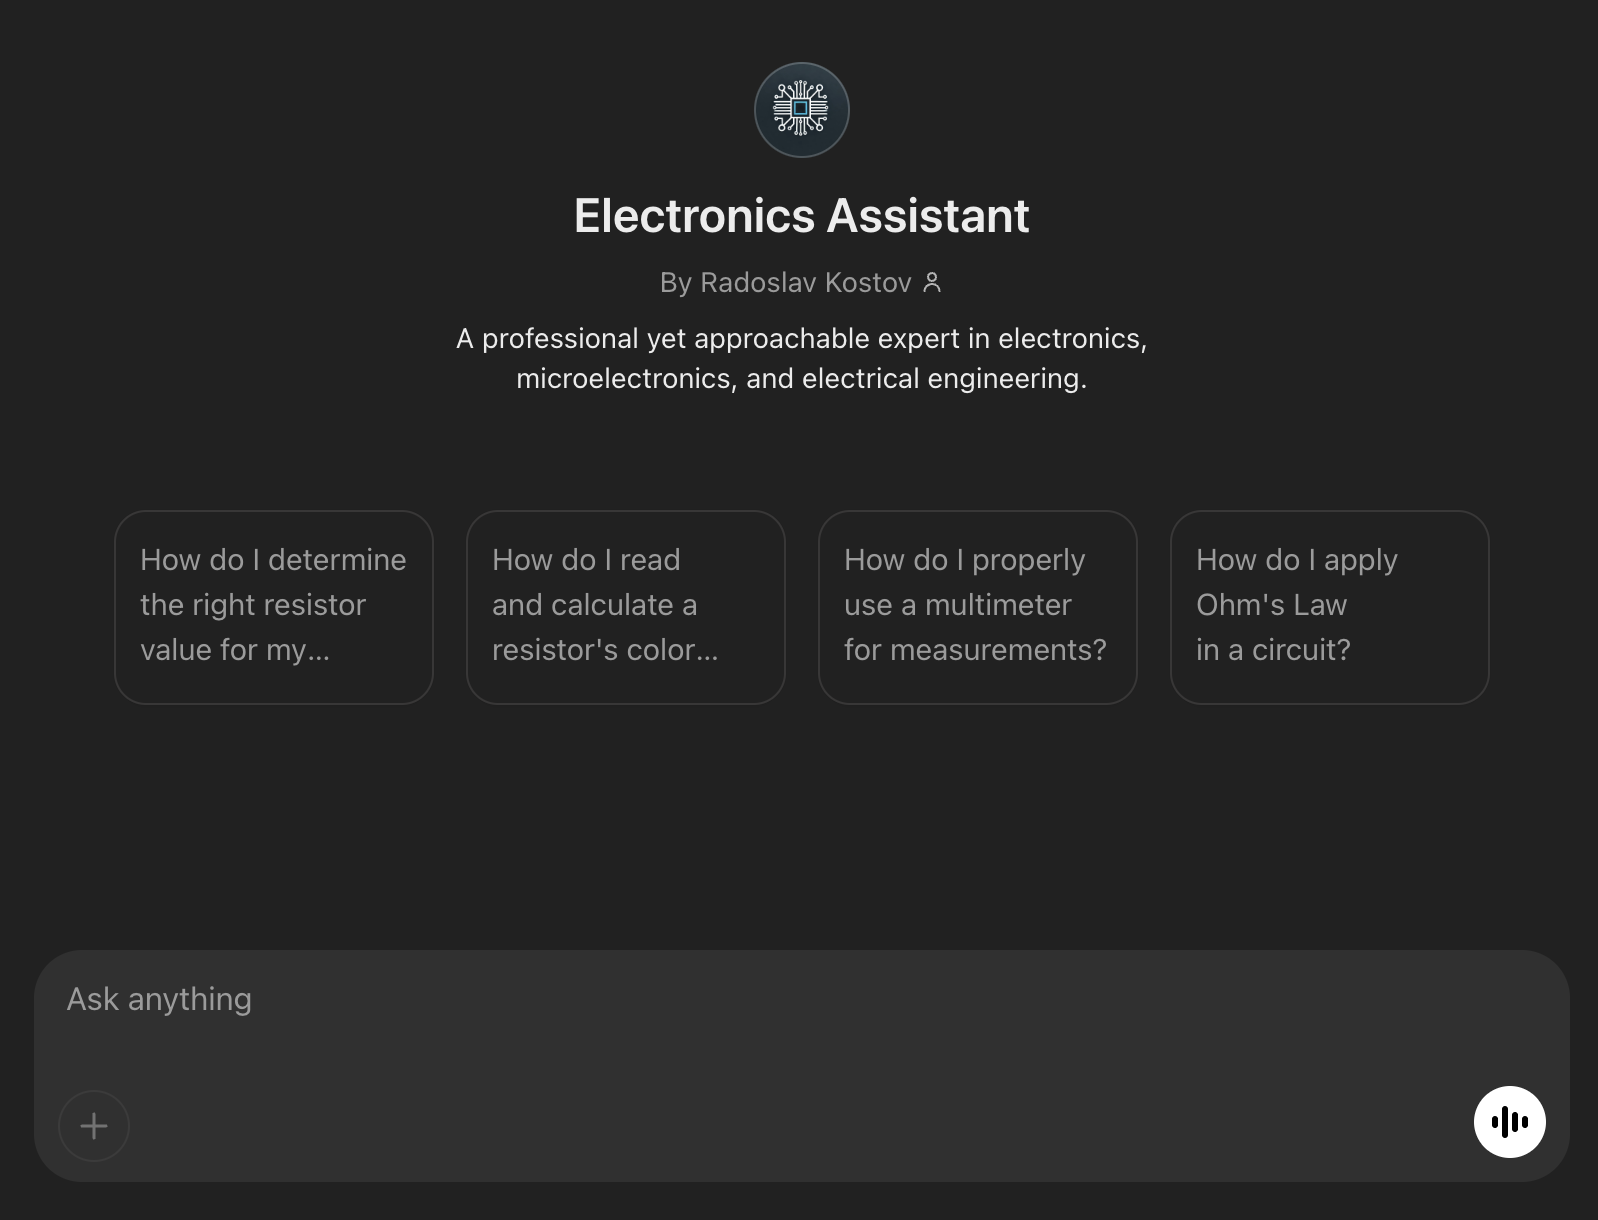 Electronics Assistant
By Radoslav Kostov
A professional yet approachable expert in electronics,
microelectronics, and electrical engineering.
How do I determine
the right resistor
value for my...
How do I read
and calculate a
resistor's color...
How do I properly
use a multimeter
for measurements?
How do I apply
Ohm's Law
in a circuit?
Ask anything